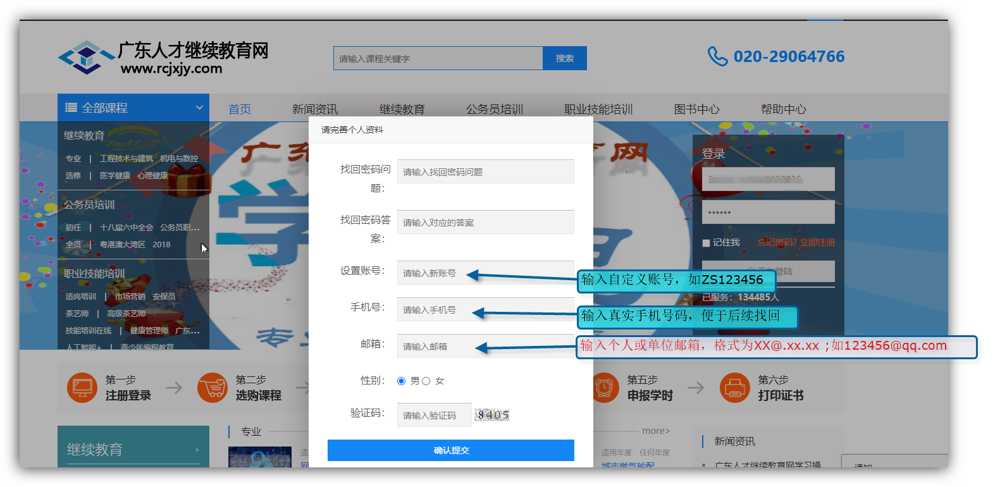 广东人才继续教育网
www.rcjxjy.com
请输入课程关键字
搜索
020-29064766
全部课程
首页
新闻资讯
继续教育
公务员培训
职业技能培训
图书中心
帮助中心
继续教育
专业 | 工程技术与建筑 机电与数控
选修 | 医学健康 心理健康
公务员培训
初任 | 十八届六中全会 公务员职...
全员 | 粤港澳大湾区 2018
职业技能培训
适岗培训 | 市场营销 安保员
茶艺师 | 高级茶艺师
技能培训在线 | 健康管理师 广东...
人工智能+ | 青少年编程教育
广东
育网
学
专业
请完善个人资料
找回密码问题：
请输入找回密码问题
找回密码答案：
请输入对应的答案
设置账号：
请输入新账号
手机号：
请输入手机号
邮箱：
请输入邮箱
性别：
男 女
验证码：
请输入验证码
8405
确认提交
登录
••••••
记住我
忘记密码? 立即注册
登陆
已服务：134485人
输入自定义账号，如ZS123456
输入真实手机号码，便于后续找回
输入个人或单位邮箱，格式为XX@.xx.xx ;如123456@qq.com
第一步
注册登录
第二步
选购课程
第五步
申报学时
第六步
打印证书
继续教育
>
专业
more>
适用年度：任何年度
城市燃气输配
新闻资讯
广东人才继续教育网学习操
通知